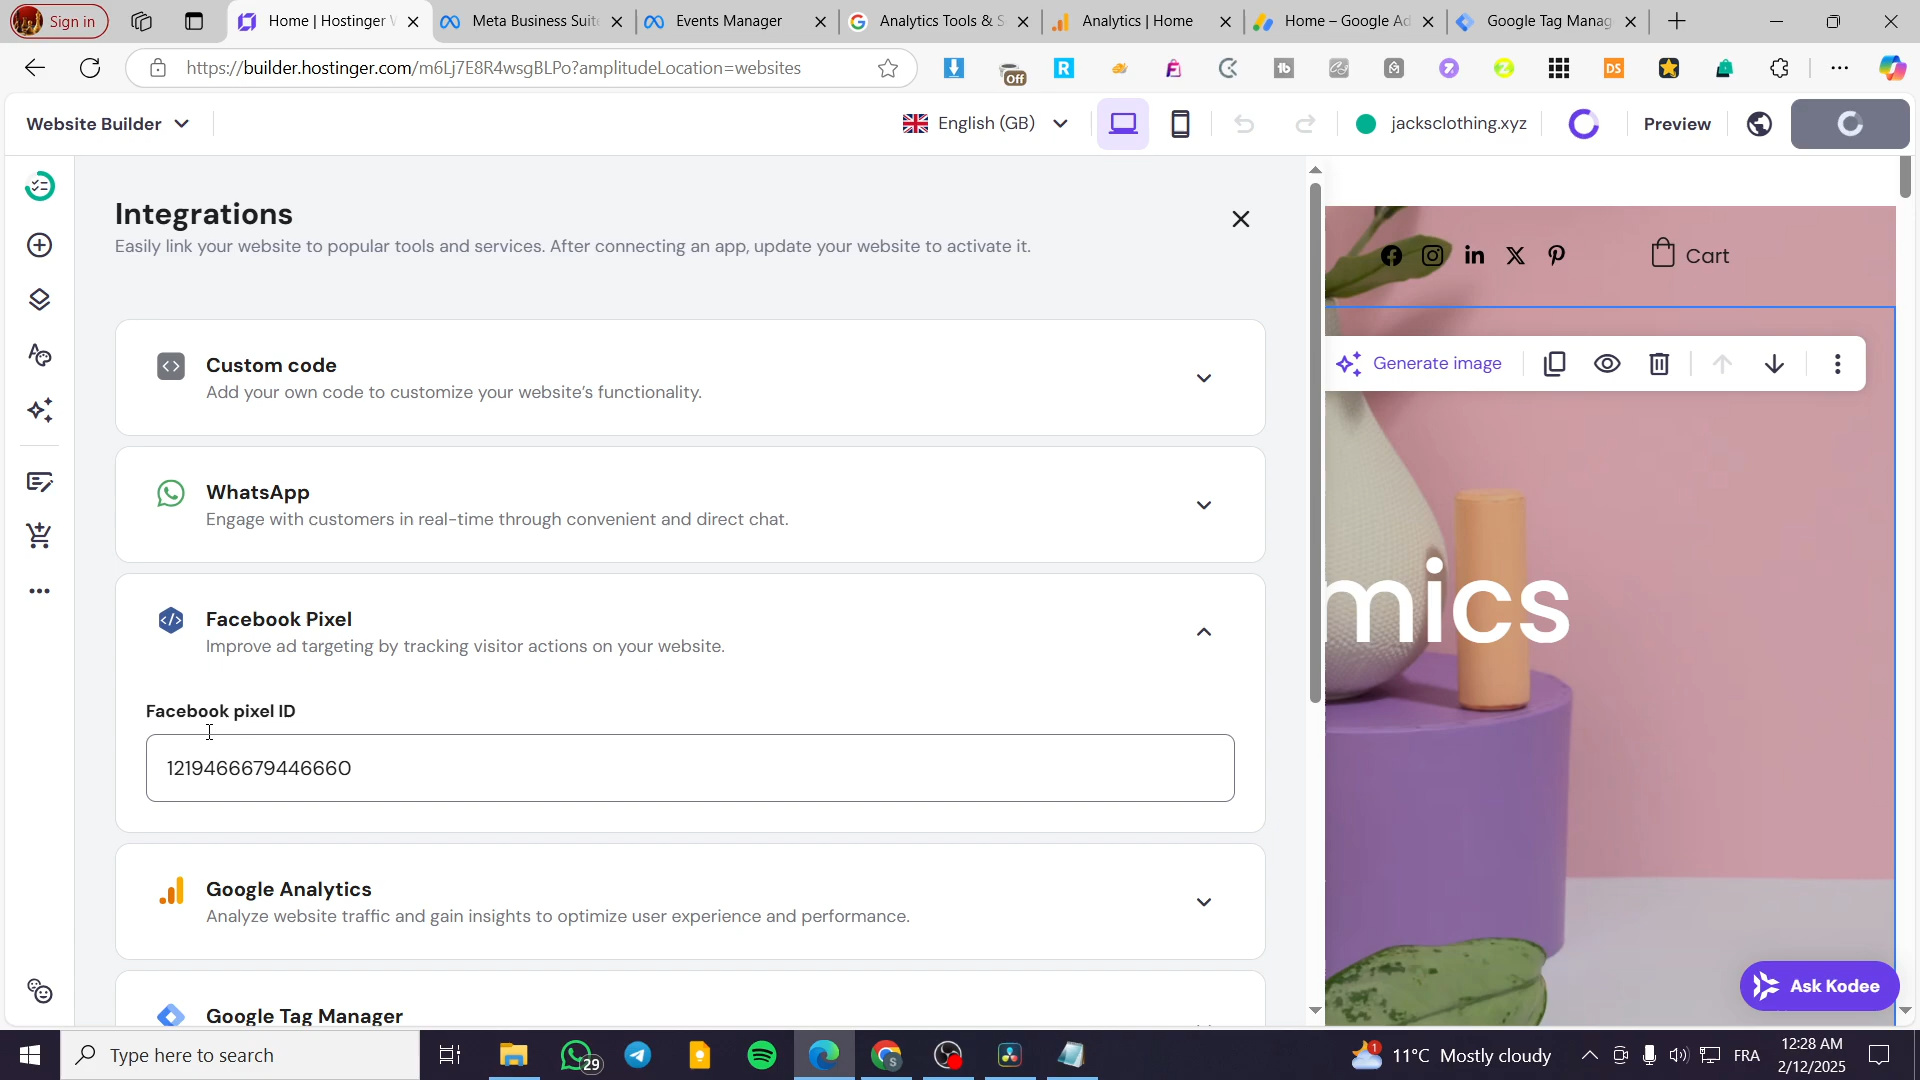 Sign in
Home | Hostinger W
Meta Business Suite
Events Manager
Analytics Tools & S
Analytics | Home
Home – Google Ad
Google Tag Manag
https://builder.hostinger.com/m6Lj7E8R4wsgBLPo?amplitudeLocation=websites
Off
Website Builder
English (GB)
jacksclothing.xyz
Preview
Integrations
Easily link your website to popular tools and services. After connecting an app, update your website to activate it.
Cart
Custom code
Add your own code to customize your website's functionality.
Generate image
WhatsApp
Engage with customers in real-time through convenient and direct chat.
mics
Facebook Pixel
Improve ad targeting by tracking visitor actions on your website.
Facebook pixel ID
1219466679446660
Google Analytics
Analyze website traffic and gain insights to optimize user experience and performance.
Google Tag Manager
Ask Kodee
Type here to search
29
1
11°C Mostly cloudy
FRA
12:28 AM
2/12/2025